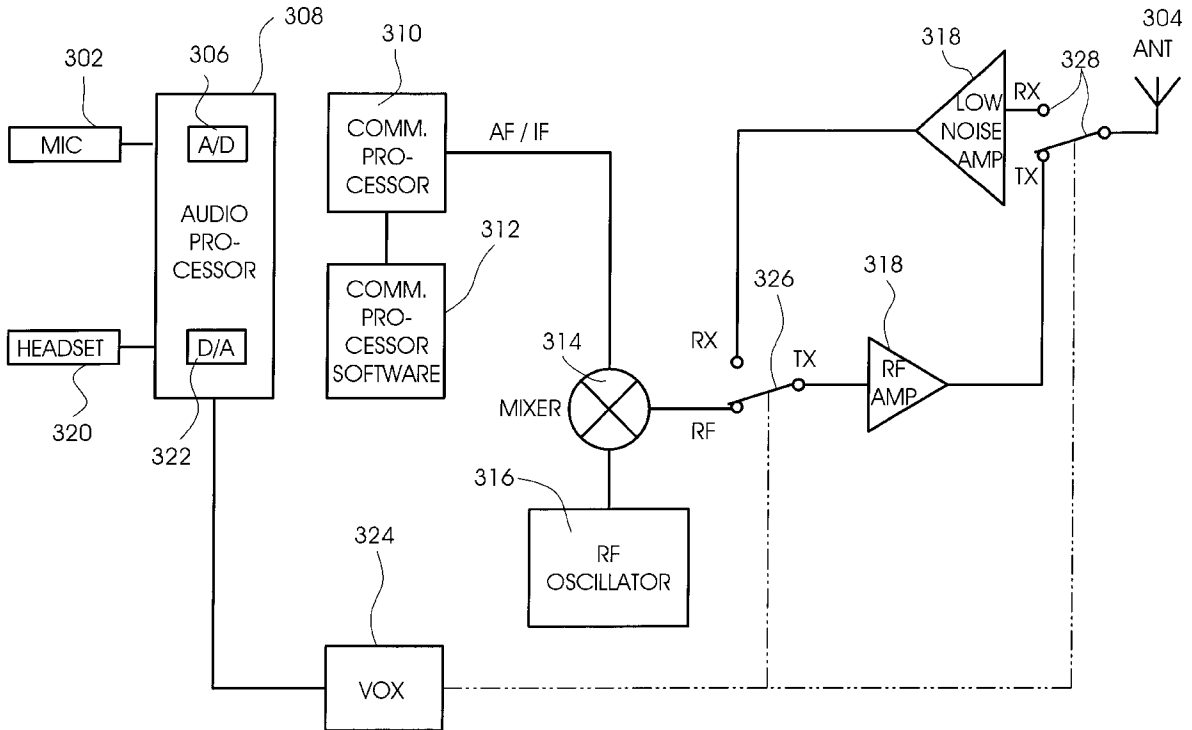 308
302
306
MIC
A/D
AUDIO
PRO-
CESSOR
HEADSET
D/A
320
322
310
COMM.
PRO-
CESSOR
312
COMM.
PRO-
CESSOR
SOFTWARE
AF / IF
314
MIXER
RF
316
RF
OSCILLATOR
324
VOX
RX
326
TX
318
RF
AMP
318
LOW
NOISE
AMP
RX
TX
328
304
ANT